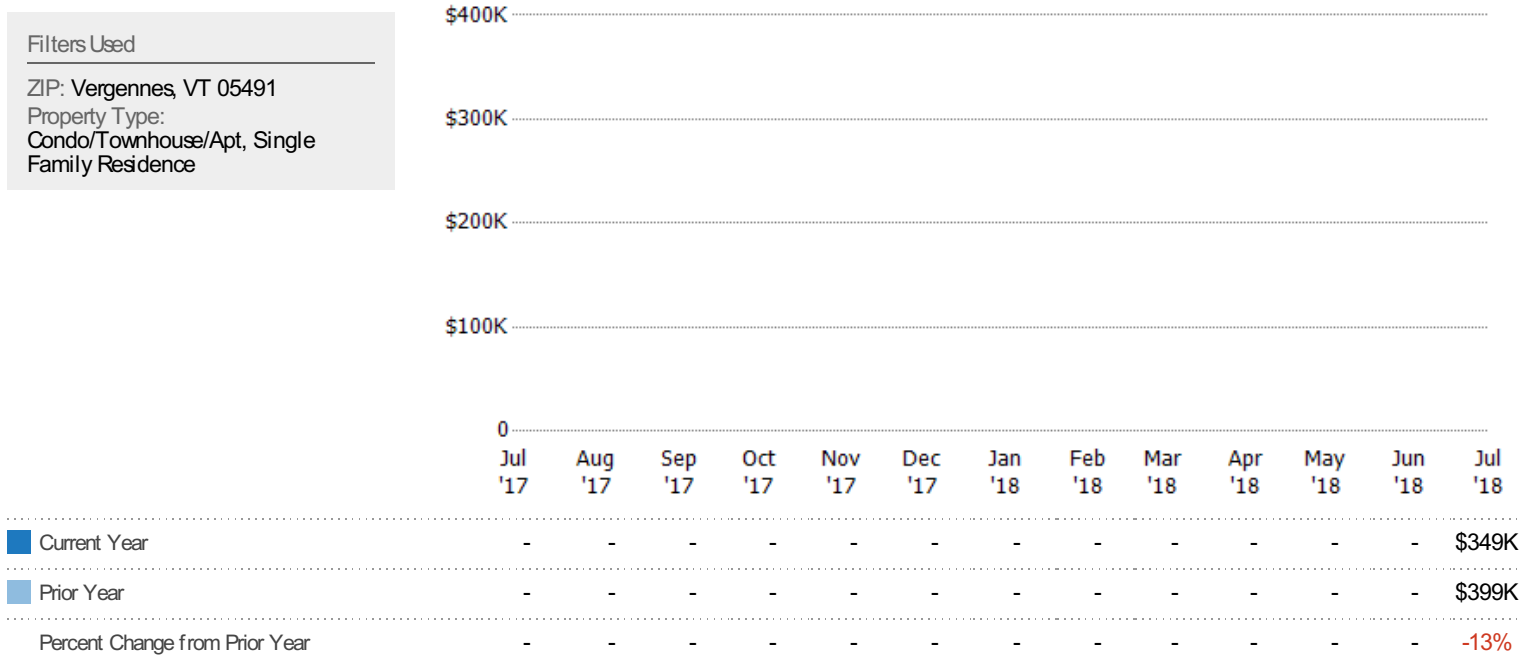 Filters Used
ZIP: Vergennes, VT 05491
Property Type:
Condo/Townhouse/Apt, Single
Family Residence
$400K
$300K
$200K
$100K
0
Jul Aug Sep Oct Nov Dec Jan Feb Mar Apr May Jun Jul
'17 '17 '17 '17 '17 '17 '18 '18 '18 '18 '18 '18 '18
Current Year - - - - - - - - - - - - $349K
Prior Year - - - - - - - - - - - - $399K
Percent Change from Prior Year - - - - - - - - - - - - -13%